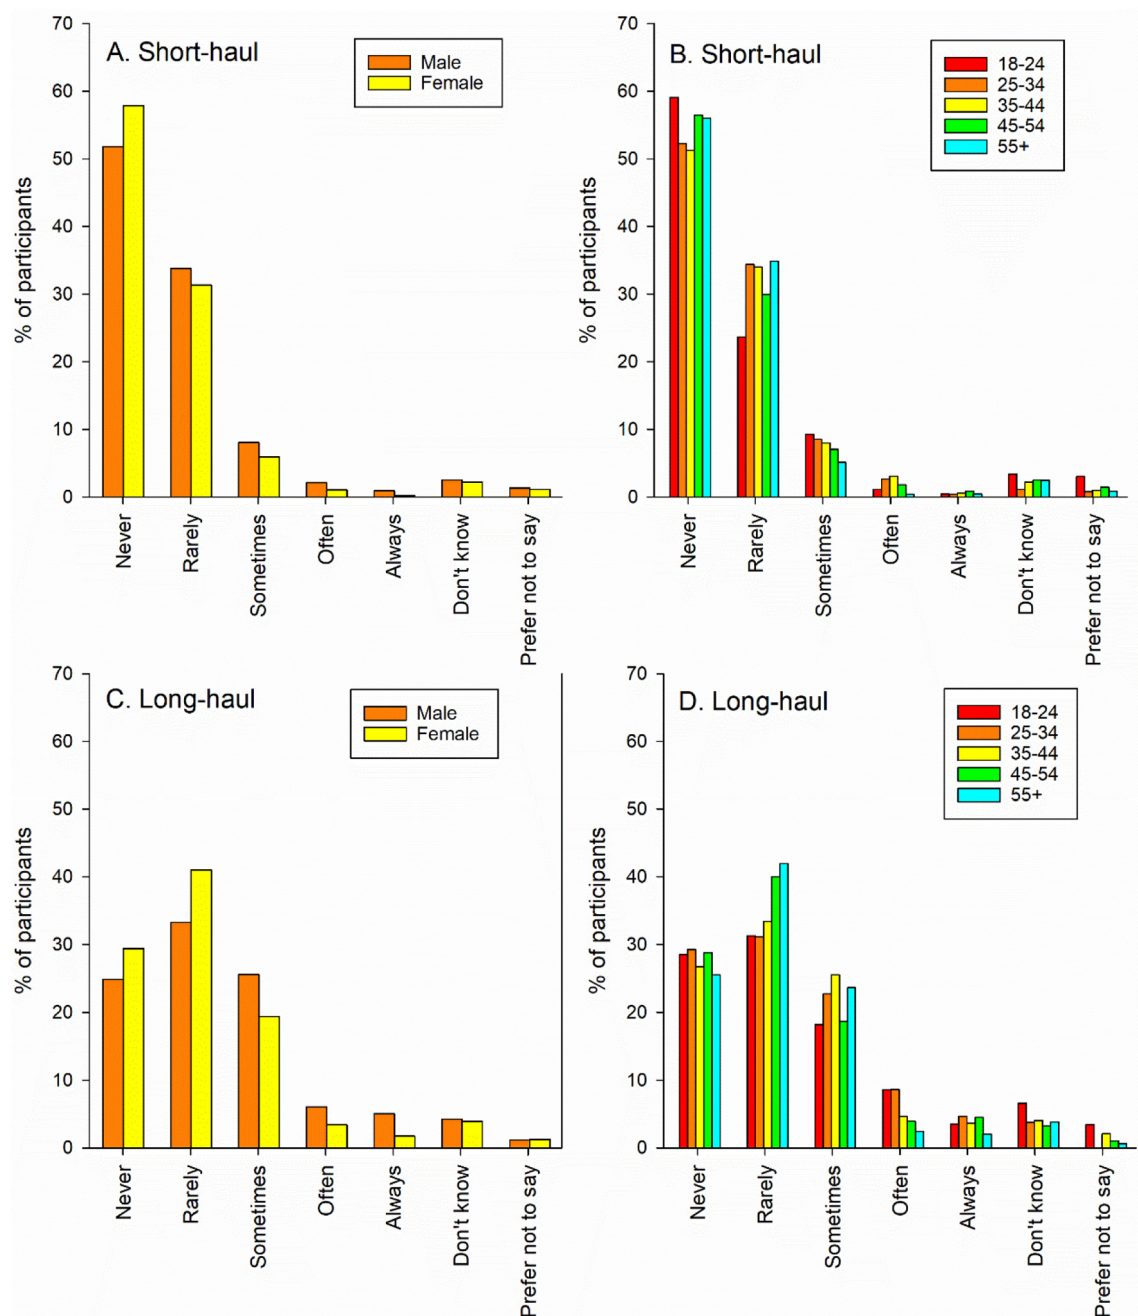 A. Short-haul
Male
Female
% of participants
70
60
50
40
30
20
10
0
Never
Rarely
Sometimes
Often
Always
Don't know
Prefer not to say
B. Short-haul
18-24
25-34
35-44
45-54
55+
% of participants
70
60
50
40
30
20
10
0
Never
Rarely
Sometimes
Often
Always
Don't know
Prefer not to say
C. Long-haul
Male
Female
% of participants
70
60
50
40
30
20
10
0
Never
Rarely
Sometimes
Often
Always
Don't know
Prefer not to say
D. Long-haul
18-24
25-34
35-44
45-54
55+
% of participants
70
60
50
40
30
20
10
0
Never
Rarely
Sometimes
Often
Always
Don't know
Prefer not to say